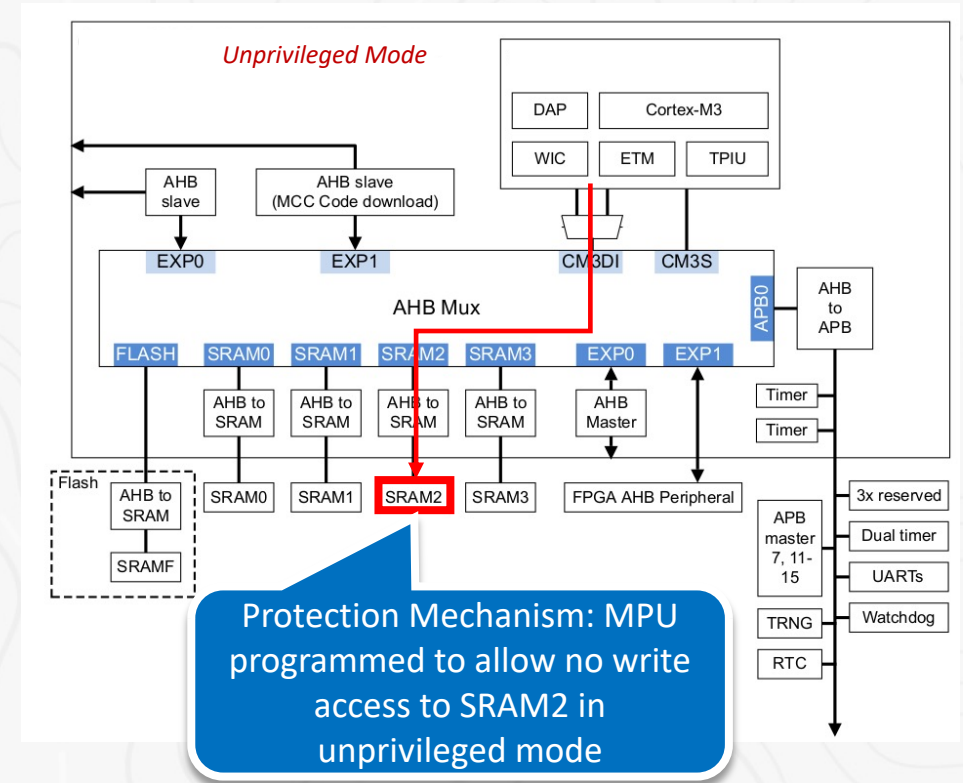 Unprivileged Mode
DAP
Cortex-M3
WIC
ETM
TPIU
AHB
slave
AHB slave
(MCC Code download)
EXP0
EXP1
CM3DI
CM3S
AHB Mux
APB0
AHB
to
APB
FLASH
SRAM0
SRAM1
SRAM2
SRAM3
EXP0
EXP1
AHB to
SRAM
AHB to
SRAM
AHB to
SRAM
AHB to
SRAM
AHB
Master
Timer
Timer
Flash
AHB to
SRAM
SRAMF
SRAM0
SRAM1
SRAM2
SRAM3
FPGA AHB Peripheral
APB
master
7, 11-
15
TRNG
RTC
3x reserved
Dual timer
UARTs
Watchdog
Protection Mechanism: MPU
programmed to allow no write
access to SRAM2 in
unprivileged mode